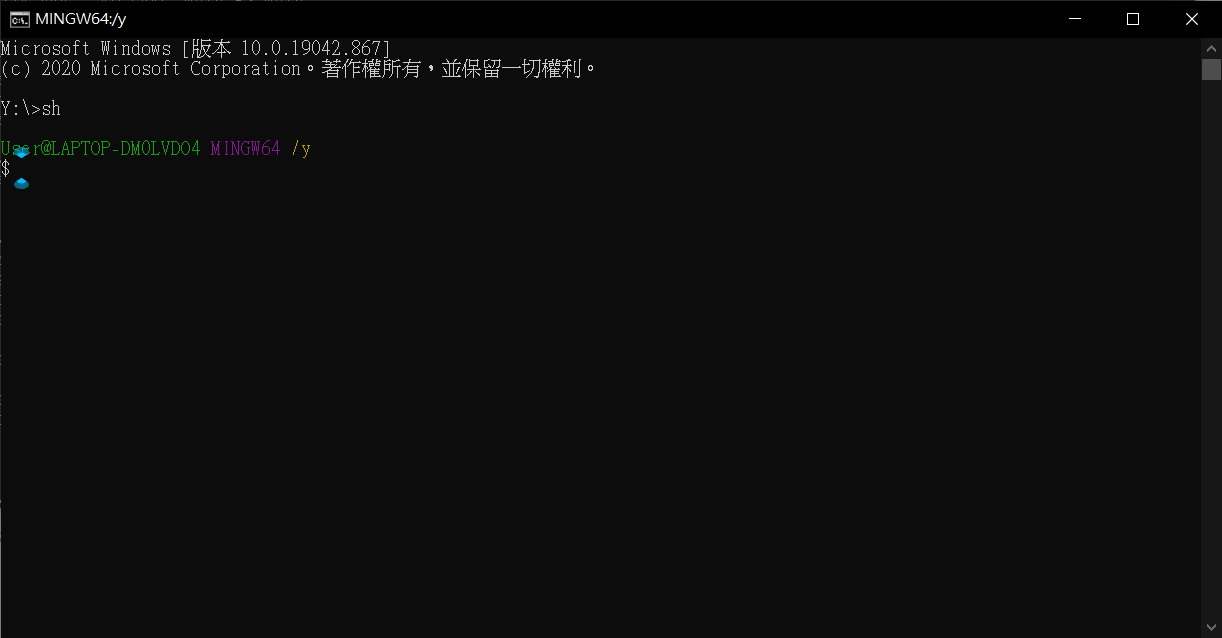 MINGW64:/y
Microsoft Windows [版本 10.0.19042.867]
(c) 2020 Microsoft Corporation。著作權所有，並保留一切權利。
Y:\>sh
User@LAPTOP-DM0LVDO4 MINGW64 /y
$